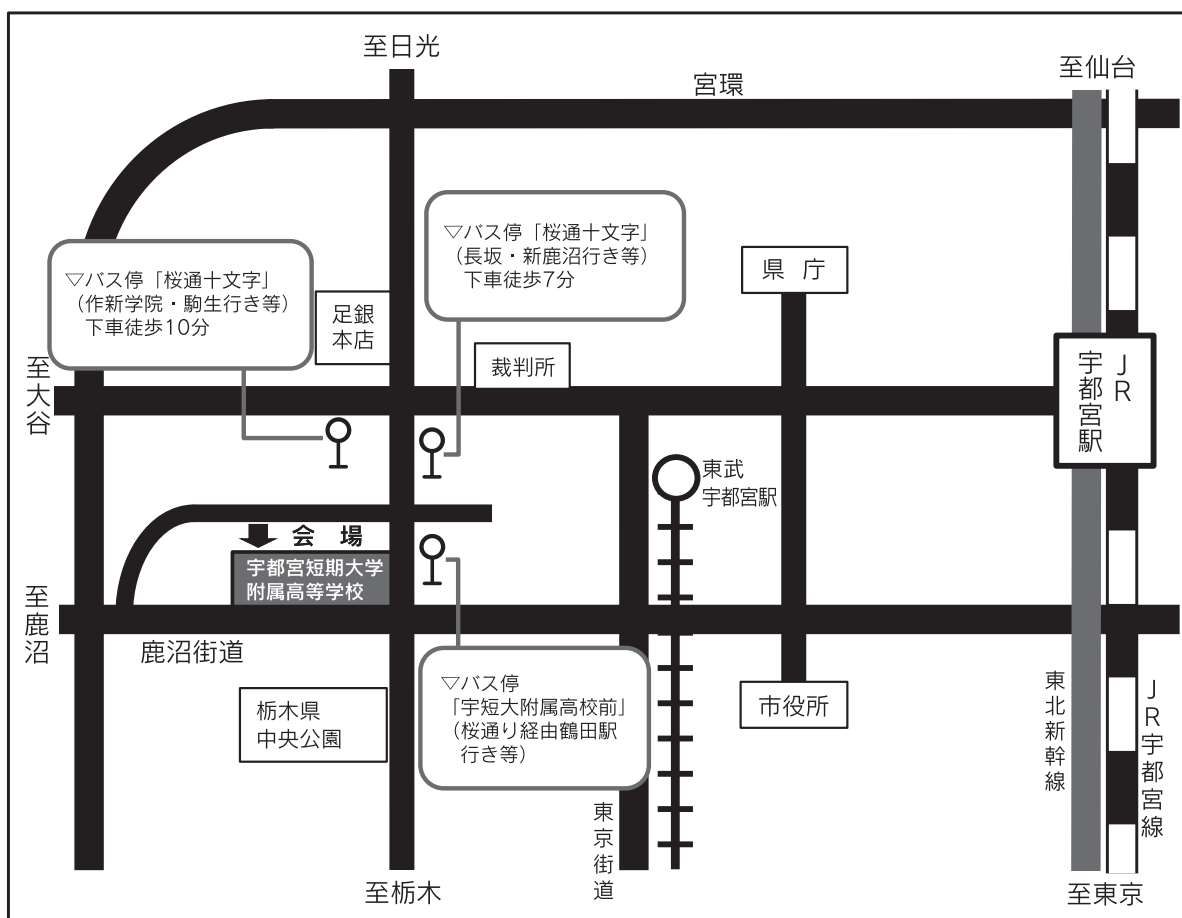 至日光
宮環
至仙台
▽バス停「桜通十文字」
(長坂・新鹿沼行き等)
下車徒歩7分
▽バス停「桜通十文字」
(作新学院・駒生行き等)
下車徒歩10分
足銀
本店
裁判所
県 庁
至大谷
JR
宇都宮駅
東武
宇都宮駅
会 場
宇都宮短期大学
附属高等学校
至鹿沼
鹿沼街道
栃木県
中央公園
▽バス停
「宇短大附属高校前」
(桜通り経由鶴田駅
行き等)
市役所
東北新幹線
JR宇都宮線
東京街道
至栃木
至東京